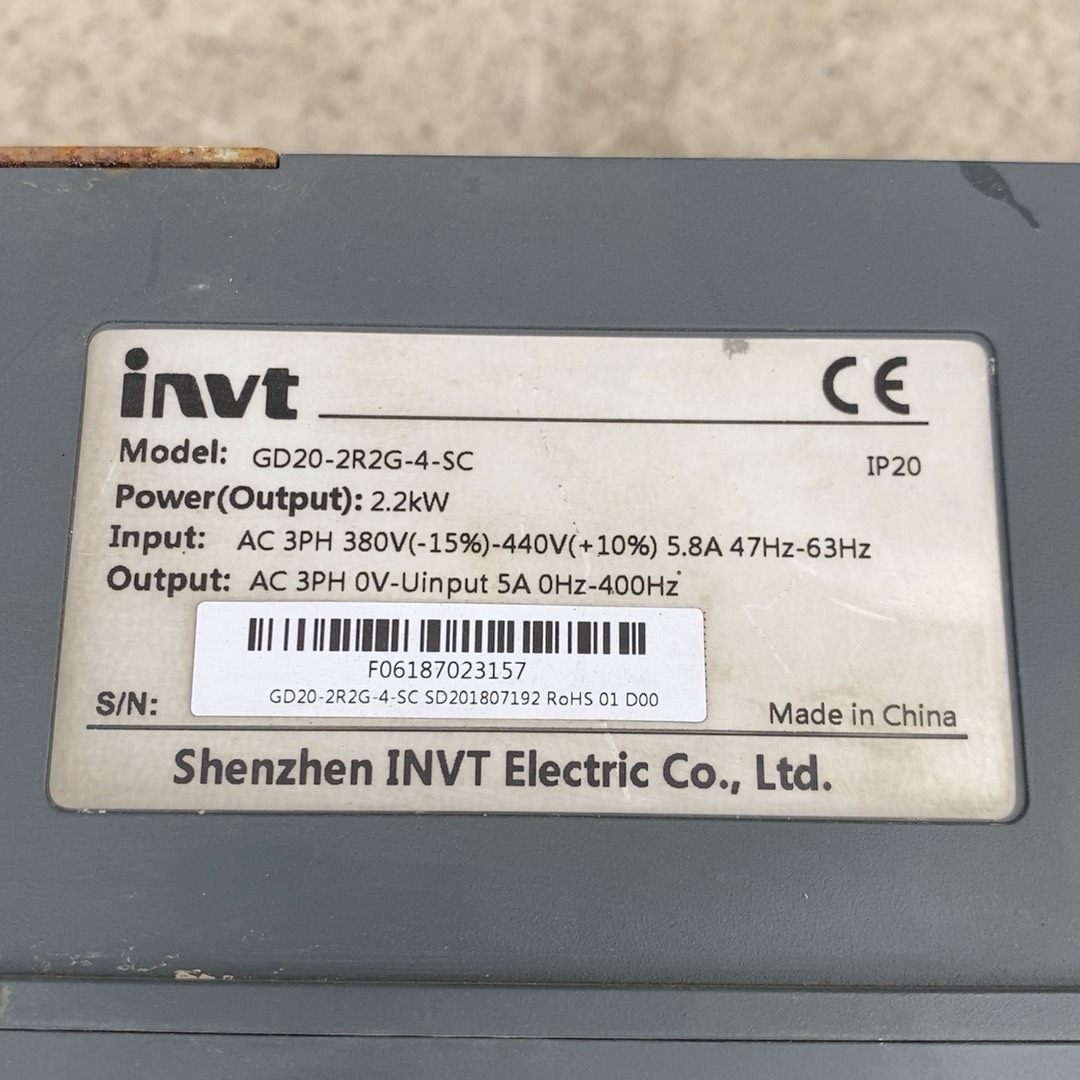 invt
CE
Model: GD20-2R2G-4-SC
IP20
Power(Output): 2.2kW
Input: AC 3PH 380V(-15%)-440V(+10%) 5.8A 47Hz-63Hz
Output: AC 3PH 0V-Uinput 5A 0Hz-400Hz
F06187023157
GD20-2R2G-4-SC SD201807192 RoHS 01 D00
S/N:
Made in China
Shenzhen INVT Electric Co., Ltd.